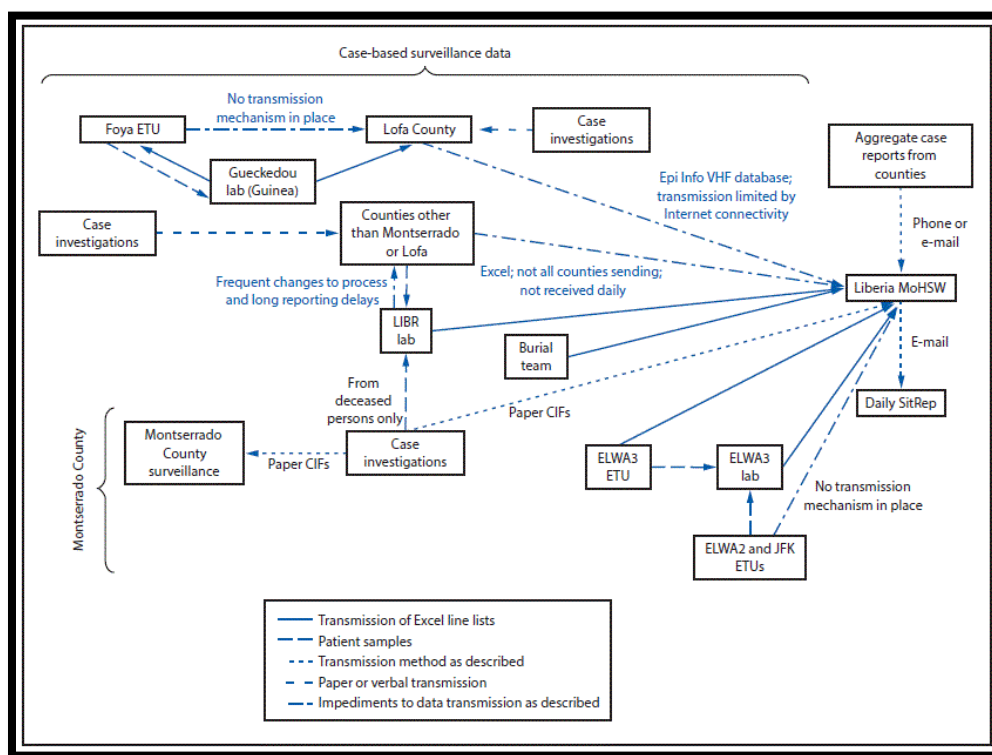 Case-based surveillance data
No transmission
mechanism in place
Foya ETU
Lofa County
Case
investigations
Aggregate case
reports from
counties
Gueckedou
lab (Guinea)
Epi Info VHF database;
transmission limited by
Internet connectivity
Phone or
e-mail
Case
investigations
Counties other
than Montserrado
or Lofa
Frequent changes to process
and long reporting delays
Excel; not all counties sending;
not received daily
Liberia MoHSW
LIBR
lab
Burial
team
E-mail
Daily SitRep
From
deceased
persons only
Paper CIFs
Montserrado County
Montserrado
County
surveillance
Paper CIFs
Case
investigations
ELWA3
ETU
ELWA3
lab
No transmission
mechanism in place
ELWA2 and JFK
ETUs
Transmission of Excel line lists
Patient samples
Transmission method as described
Paper or verbal transmission
Impediments to data transmission as described